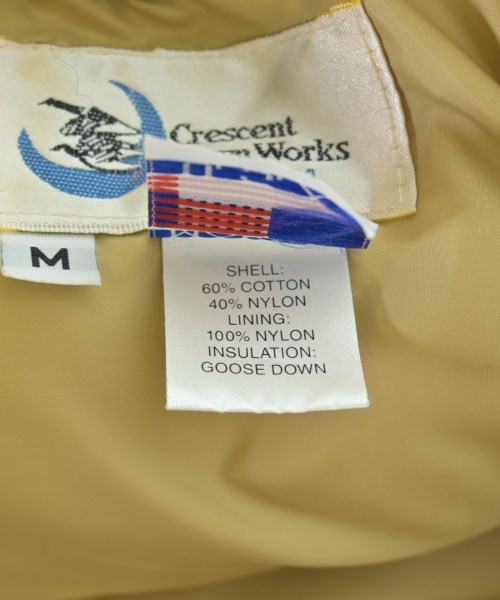 Crescent
Works
M
SHELL:
60% COTTON
40% NYLON
LINING:
100% NYLON
INSULATION:
GOOSE DOWN